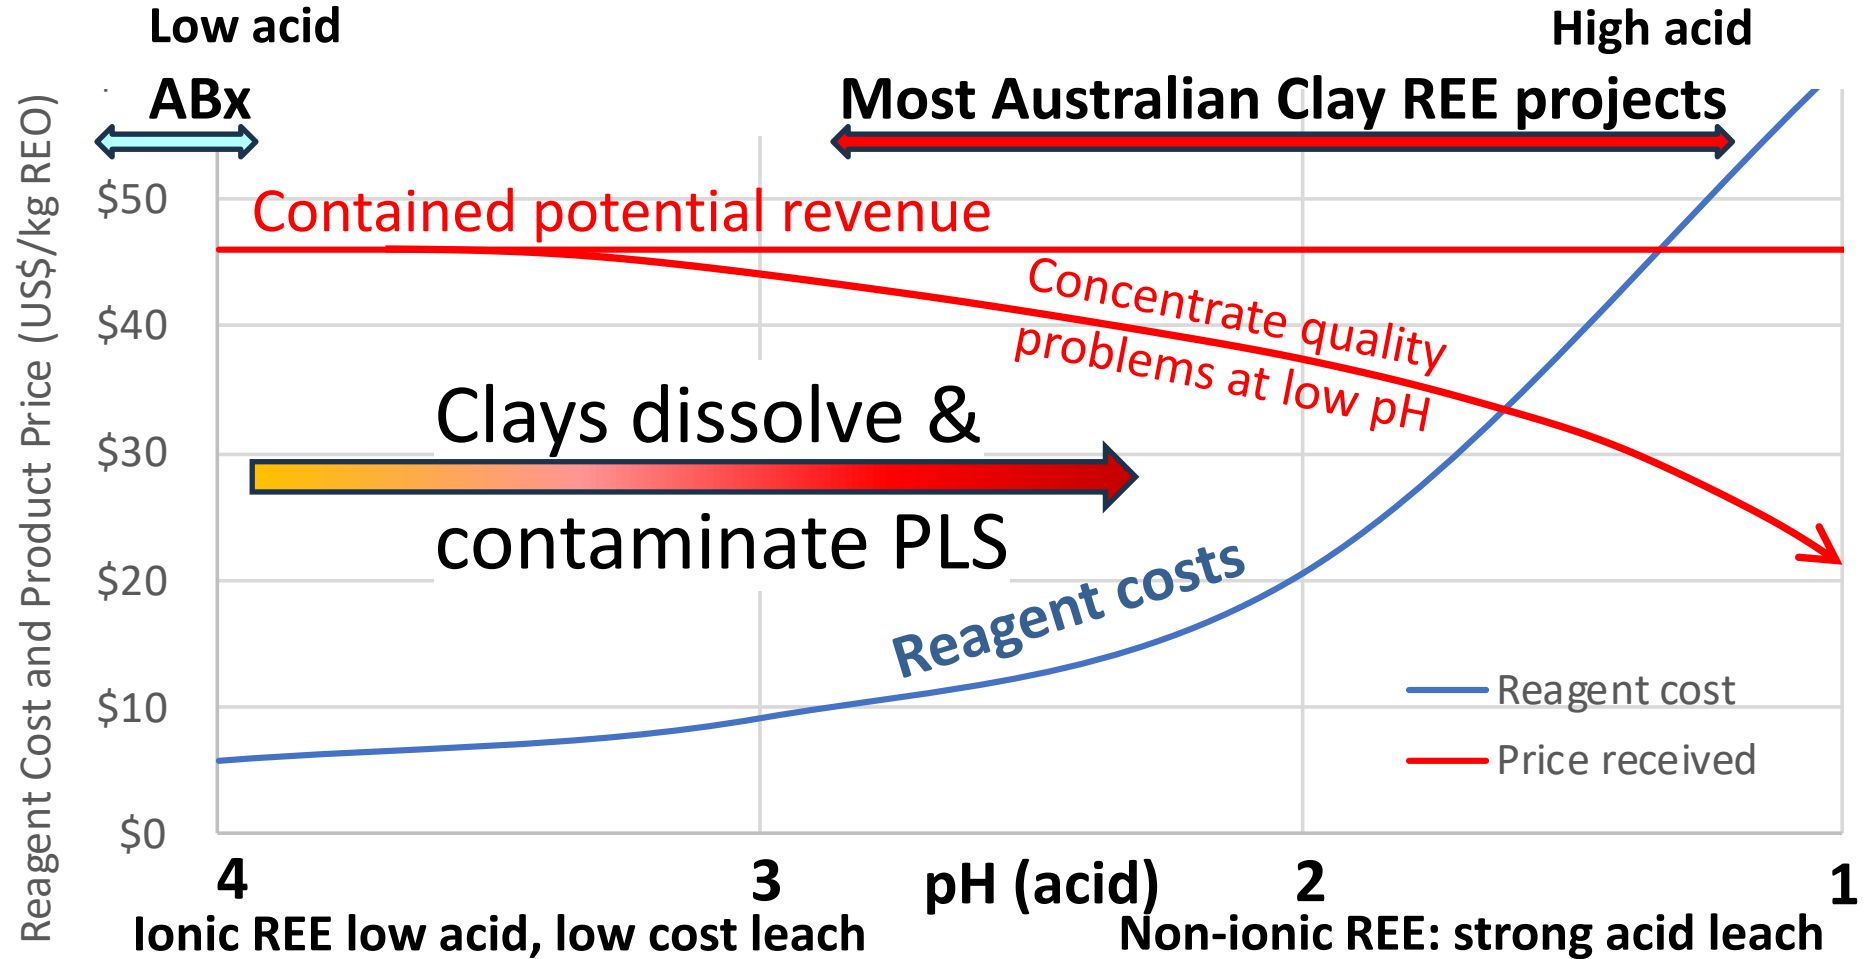 Low acid
High acid
ABx
Most Australian Clay REE projects
Reagent Cost and Product Price (US$/kg REO)
$50
$40
$30
$20
$10
$0
Contained potential revenue
Concentrate quality
problems at low pH
Clays dissolve &
contaminate PLS
Reagent costs
Reagent cost
Price received
4
3
pH (acid)
2
1
Ionic REE low acid, low cost leach
Non-ionic REE: strong acid leach